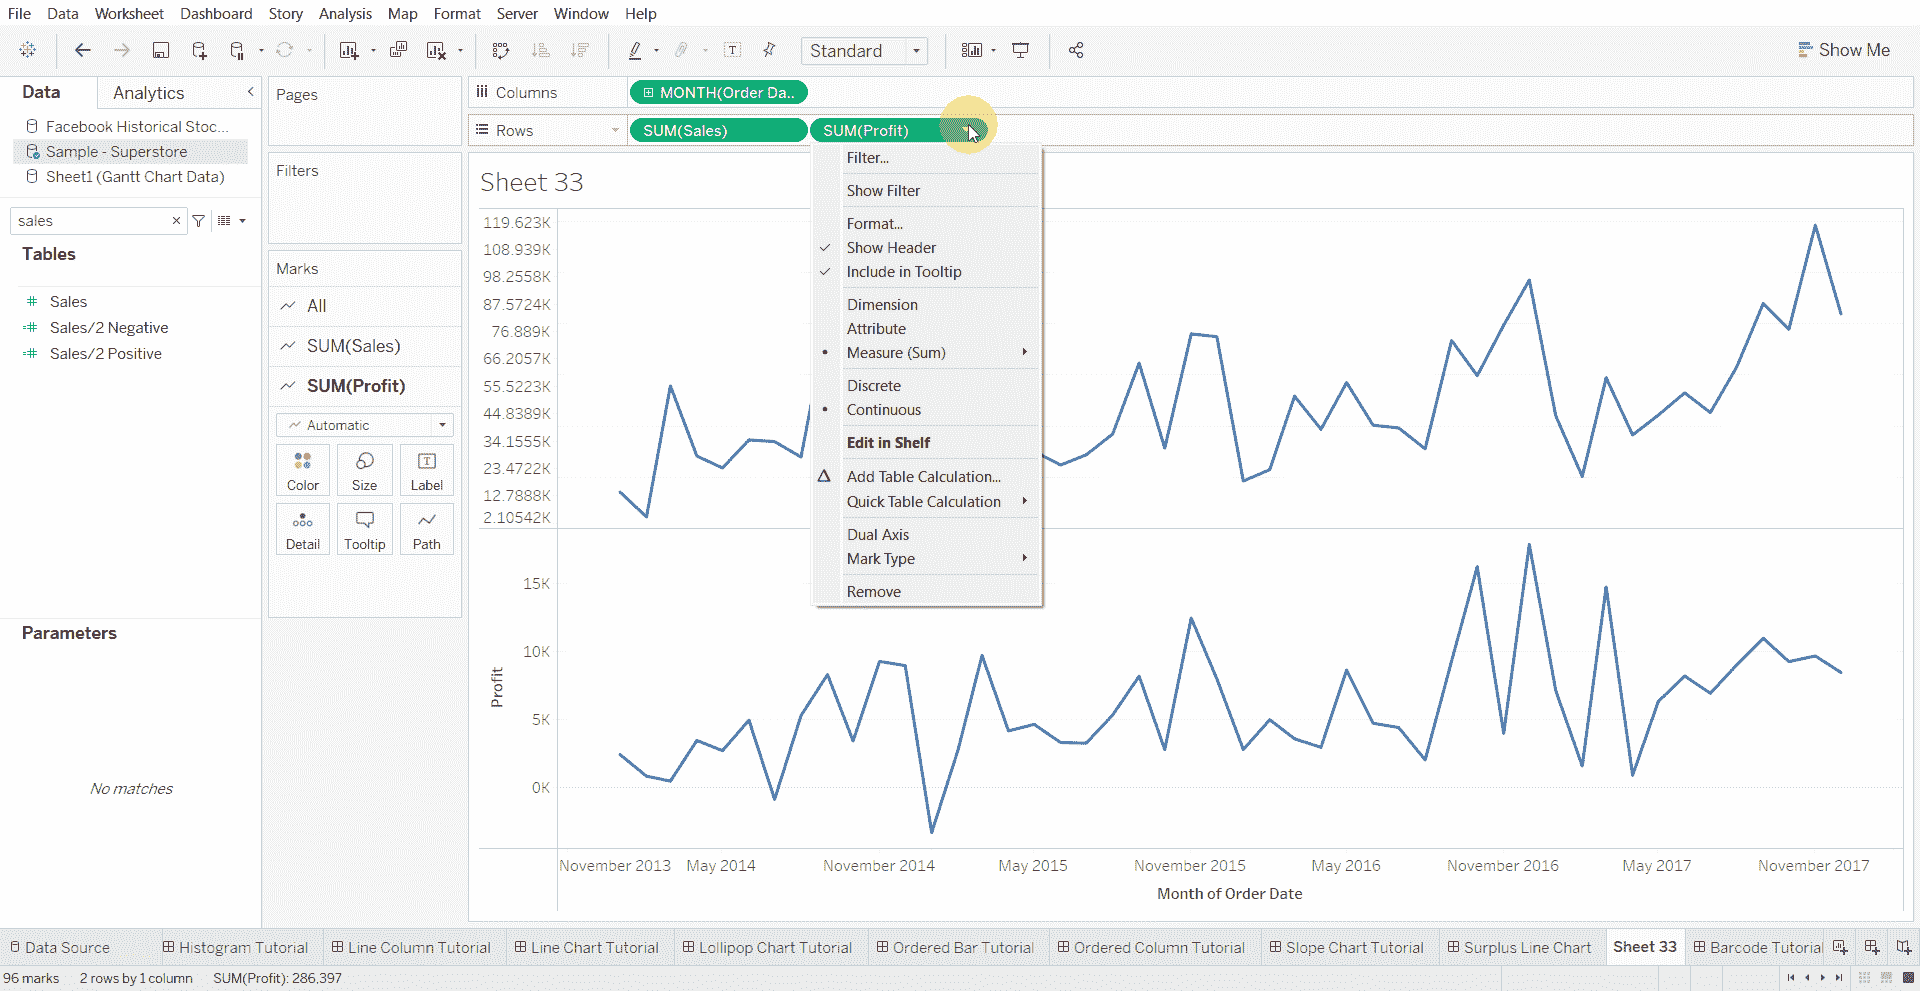 File Data Worksheet Dashboard Story Analysis Map Format Server Window Help
Standard
Show Me
Data
Analytics
Facebook Historical Stoc...
Sample - Superstore
Sheet1 (Gantt Chart Data)
sales
Tables
Sales
Sales/2 Negative
Sales/2 Positive
Parameters
No matches
Pages
Filters
Marks
All
SUM(Sales)
SUM(Profit)
Automatic
Color Size Label
Detail Tooltip Path
Columns
MONTH(Order Da..
Rows
SUM(Sales)
SUM(Profit)
Sheet 33
119.623K
108.939K
98.2558K
87.5724K
76.889K
66.2057K
55.5223K
44.8389K
34.1555K
23.4722K
12.7888K
2.10542K
Filter...
Show Filter
Format...
Show Header
Include in Tooltip
Dimension
Attribute
Measure (Sum)
Discrete
Continuous
Edit in Shelf
Add Table Calculation...
Quick Table Calculation
Dual Axis
Mark Type
Remove
Profit
15K
10K
5K
0K
November 2013 May 2014 November 2014 May 2015 November 2015 May 2016 November 2016 May 2017 November 2017
Month of Order Date
Data Source Histogram Tutorial Line Column Tutorial Line Chart Tutorial Lollipop Chart Tutorial Ordered Bar Tutorial Ordered Column Tutorial Slope Chart Tutorial Surplus Line Chart Sheet 33 Barcode Tutorial
96 marks 2 rows by 1 column SUM(Profit): 286,397